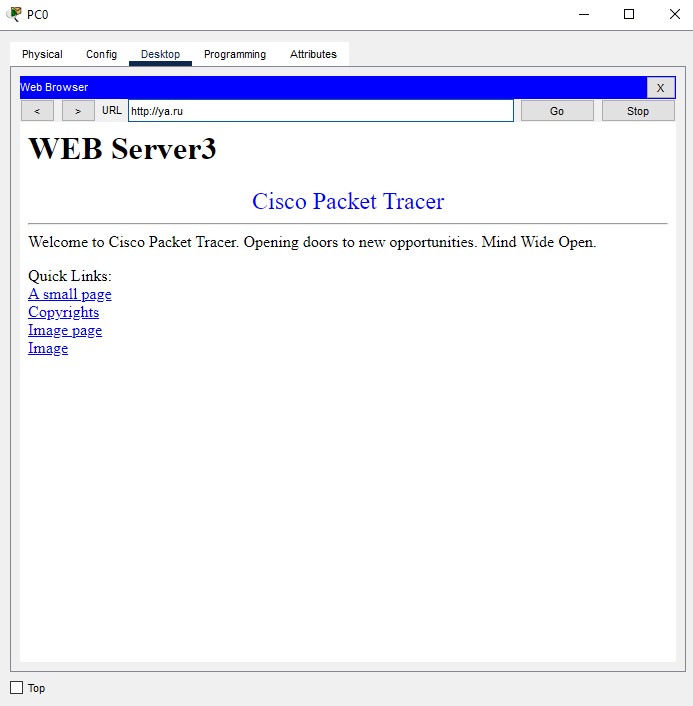 PC0
Physical Config Desktop Programming Attributes
Web Browser X
< > URL http://ya.ru Go Stop
WEB Server3
Cisco Packet Tracer
Welcome to Cisco Packet Tracer. Opening doors to new opportunities. Mind Wide Open.
Quick Links:
A small page
Copyrights
Image page
Image
Top